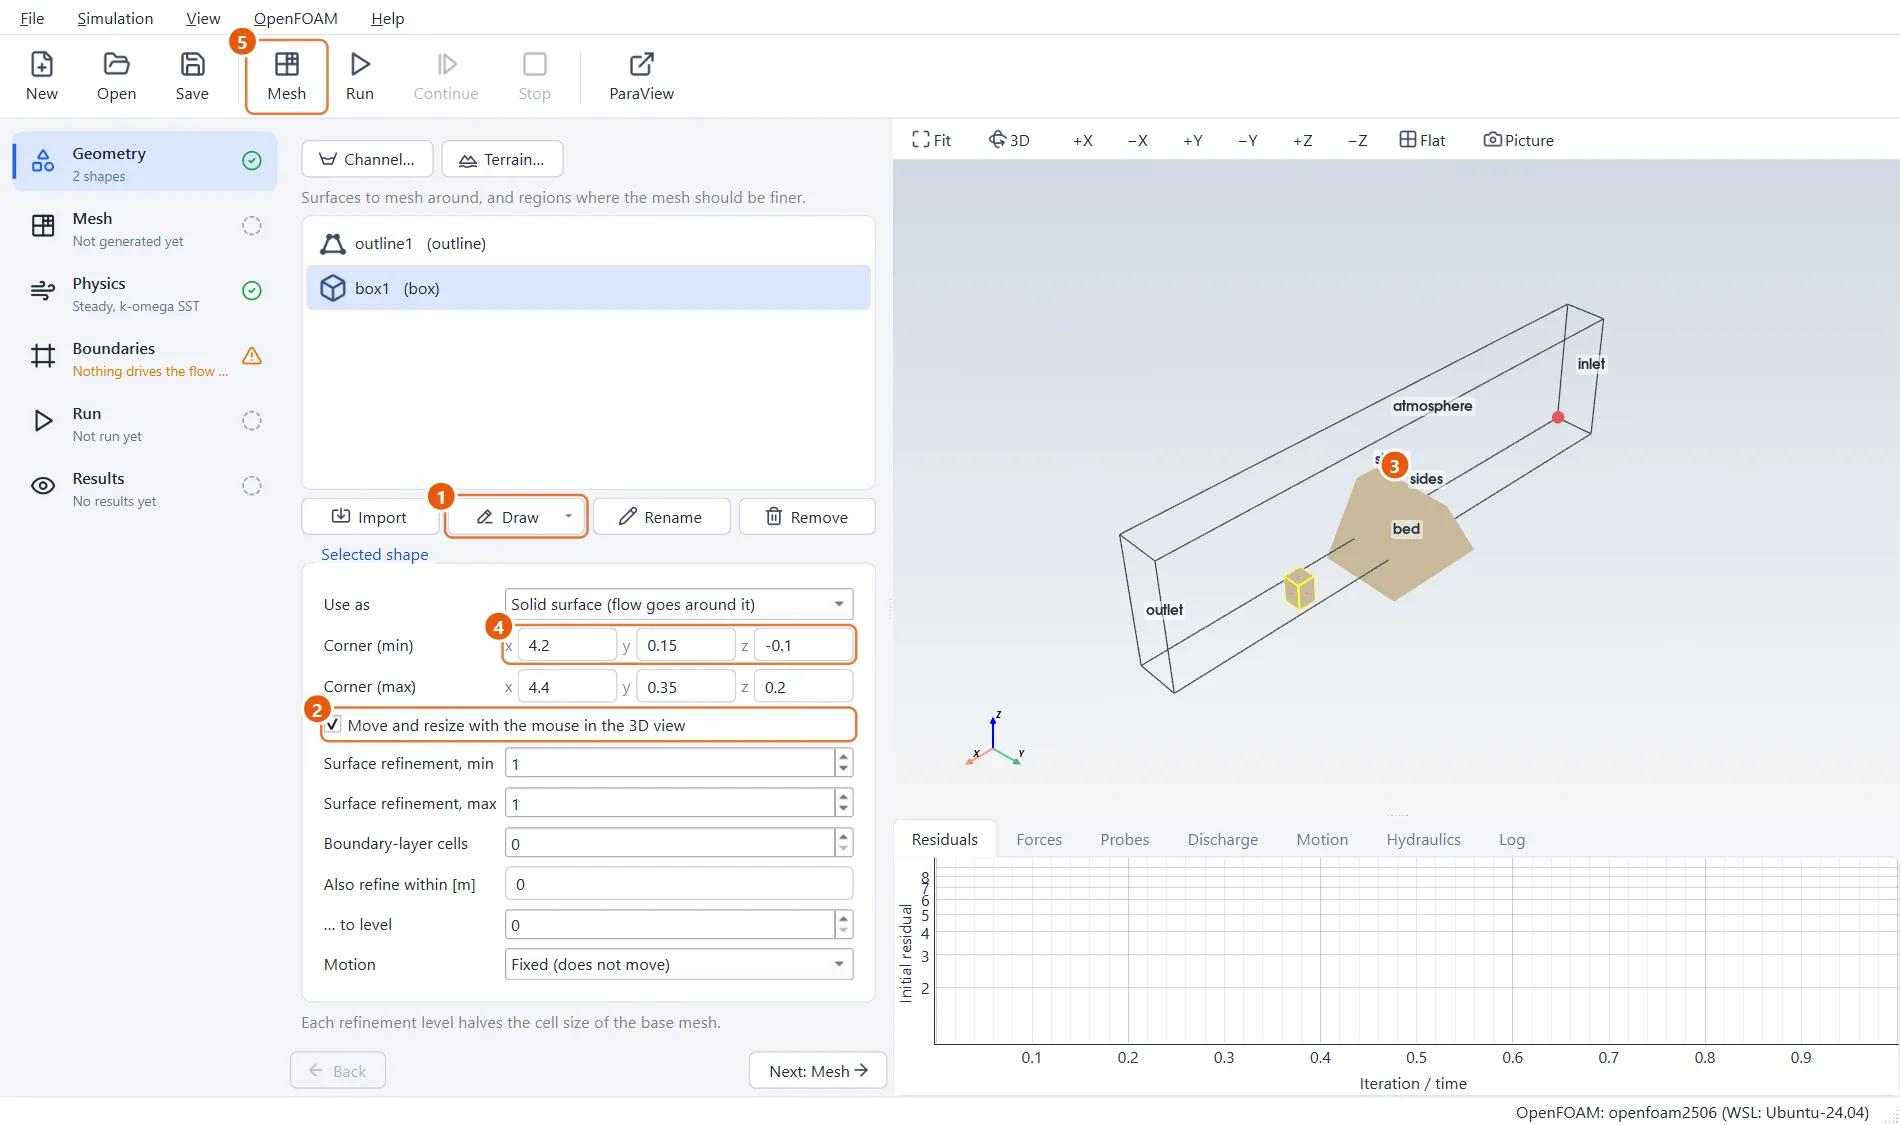 File Simulation View OpenFOAM Help
5
New Open Save Mesh Run Continue Stop ParaView
Geometry
2 shapes
Mesh
Not generated yet
Physics
Steady, k-omega SST
Boundaries
Nothing drives the flow ...
Run
Not run yet
Results
No results yet
Channel... Terrain...
Surfaces to mesh around, and regions where the mesh should be finer.
outline1 (outline)
box1 (box)
1
Import Draw Rename Remove
Selected shape
Use as Solid surface (flow goes around it)
4
Corner (min) x 4.2 y 0.15 z -0.1
Corner (max) x 4.4 y 0.35 z 0.2
2
Move and resize with the mouse in the 3D view
Surface refinement, min 1
Surface refinement, max 1
Boundary-layer cells 0
Also refine within [m] 0
... to level 0
Motion Fixed (does not move)
Each refinement level halves the cell size of the base mesh.
Back Next: Mesh
Fit 3D +X −X +Y −Y +Z −Z Flat Picture
inlet
atmosphere
3
sides
bed
outlet
Z
X Y
Residuals Forces Probes Discharge Motion Hydraulics Log
Initial residual
8
7
6
5
4
3
2
0.1 0.2 0.3 0.4 0.5 0.6 0.7 0.8 0.9
Iteration / time
OpenFOAM: openfoam2506 (WSL: Ubuntu-24.04)